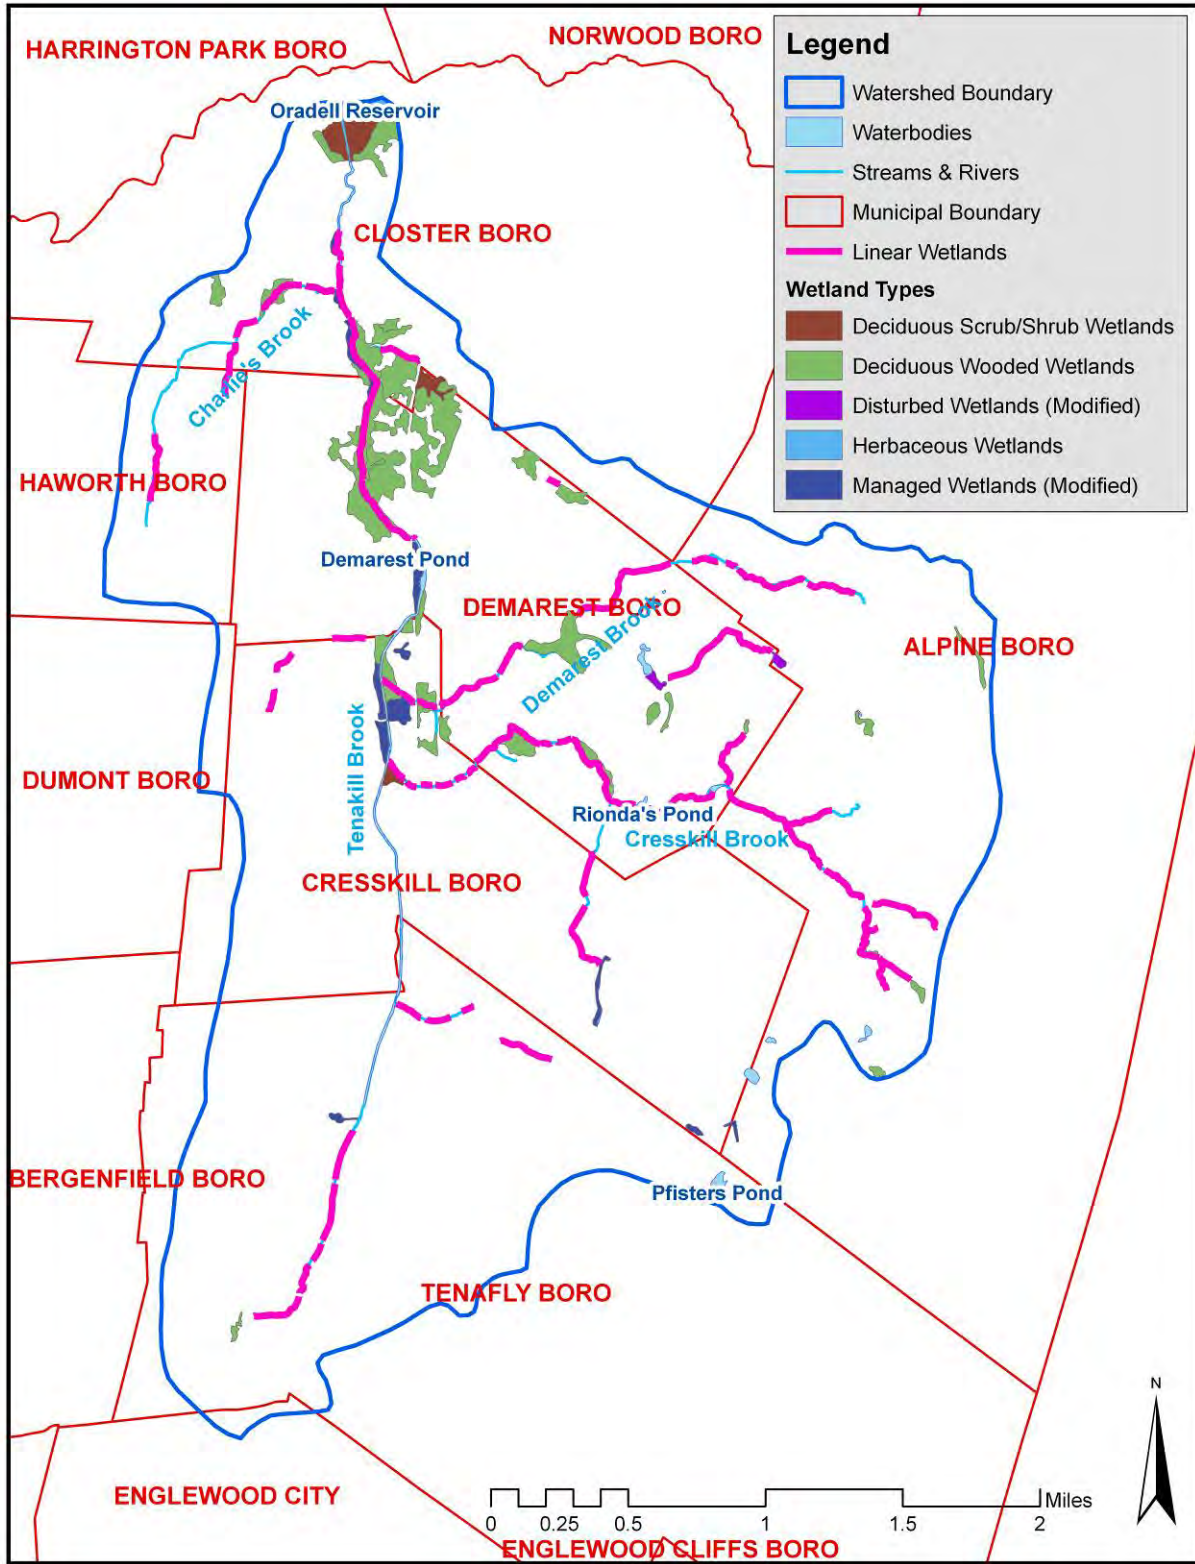 HARRINGTON PARK BORO
NORWOOD BORO
Legend
Watershed Boundary
Waterbodies
Streams & Rivers
Municipal Boundary
Linear Wetlands
Wetland Types
Deciduous Scrub/Shrub Wetlands
Deciduous Wooded Wetlands
Disturbed Wetlands (Modified)
Herbaceous Wetlands
Managed Wetlands (Modified)
Oradell Reservoir
CLOSTER BORO
Charlie's Brook
HAWORTH BORO
Demarest Pond
DEMAREST BORO
Demarest Brook
ALPINE BORO
Tenakill Brook
DUMONT BORO
Rionda's Pond
Cresskill Brook
CRESSKILL BORO
BERGENFIELD BORO
Pfisters Pond
TENAFLY BORO
N
ENGLEWOOD CITY
Miles
0 0.25 0.5 1 1.5 2
ENGLEWOOD CLIFFS BORO